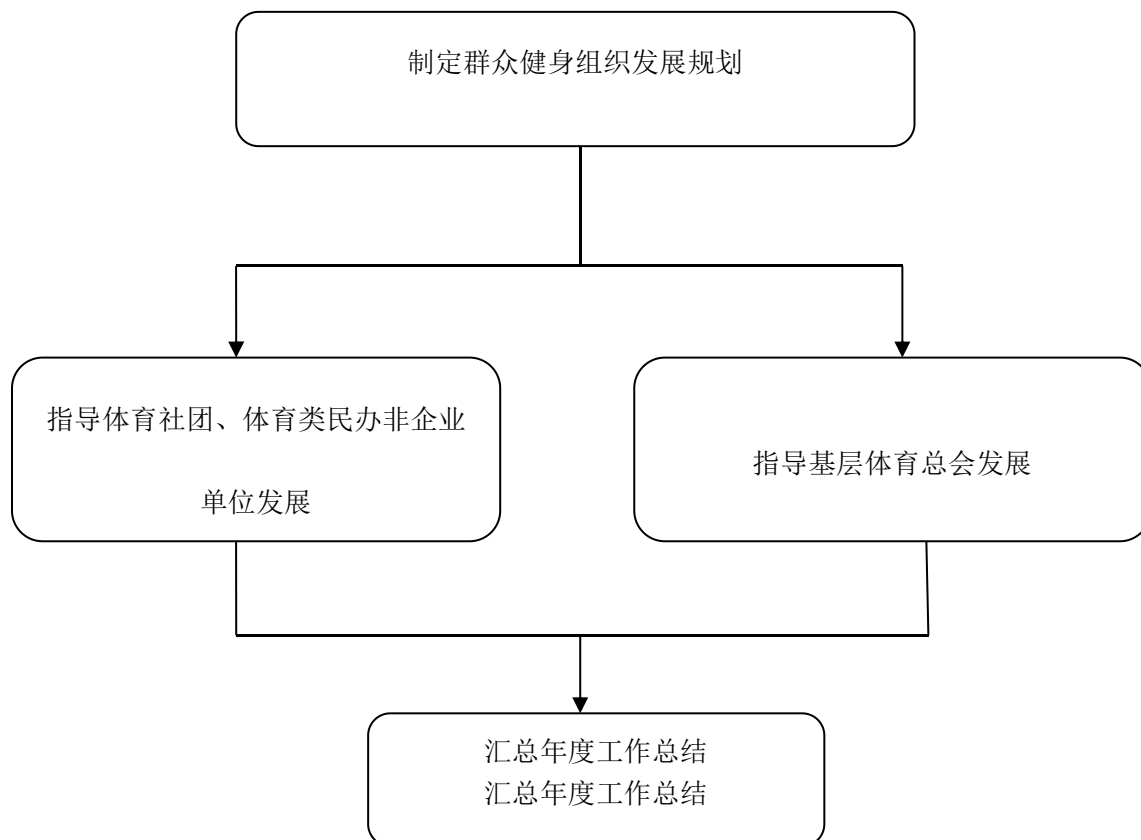 制定群众健身组织发展规划
指导体育社团、体育类民办非企业
单位发展
指导基层体育总会发展
汇总年度工作总结
汇总年度工作总结